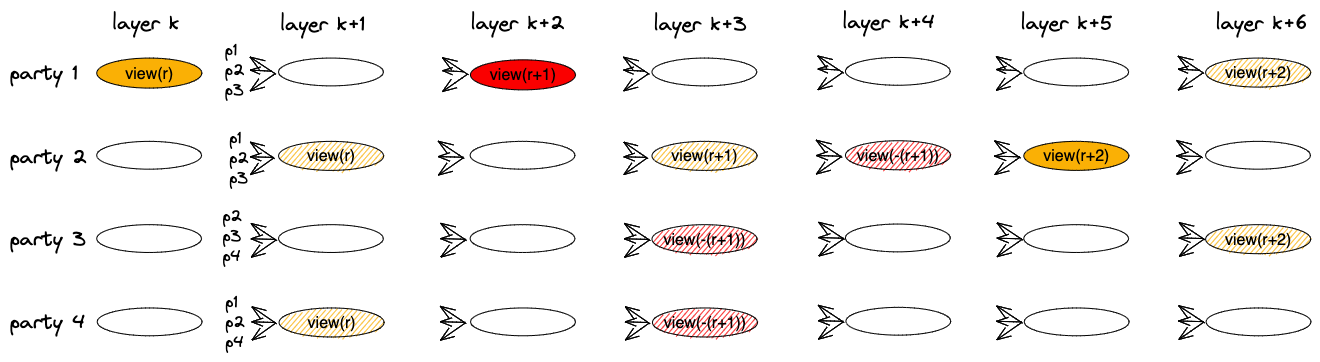 layer k layer k+1 layer k+2 layer k+3 layer k+4 layer k+5 layer k+6
p1
party 1 view(r) p2 view(r+1) view(r+2)
p3
p1
party 2 p2 view(r) view(r+1) view(-(r+1)) view(r+2)
p3
p2
party 3 p3 view(-(r+1)) view(r+2)
p4
p1
party 4 p2 view(r) view(-(r+1))
p4